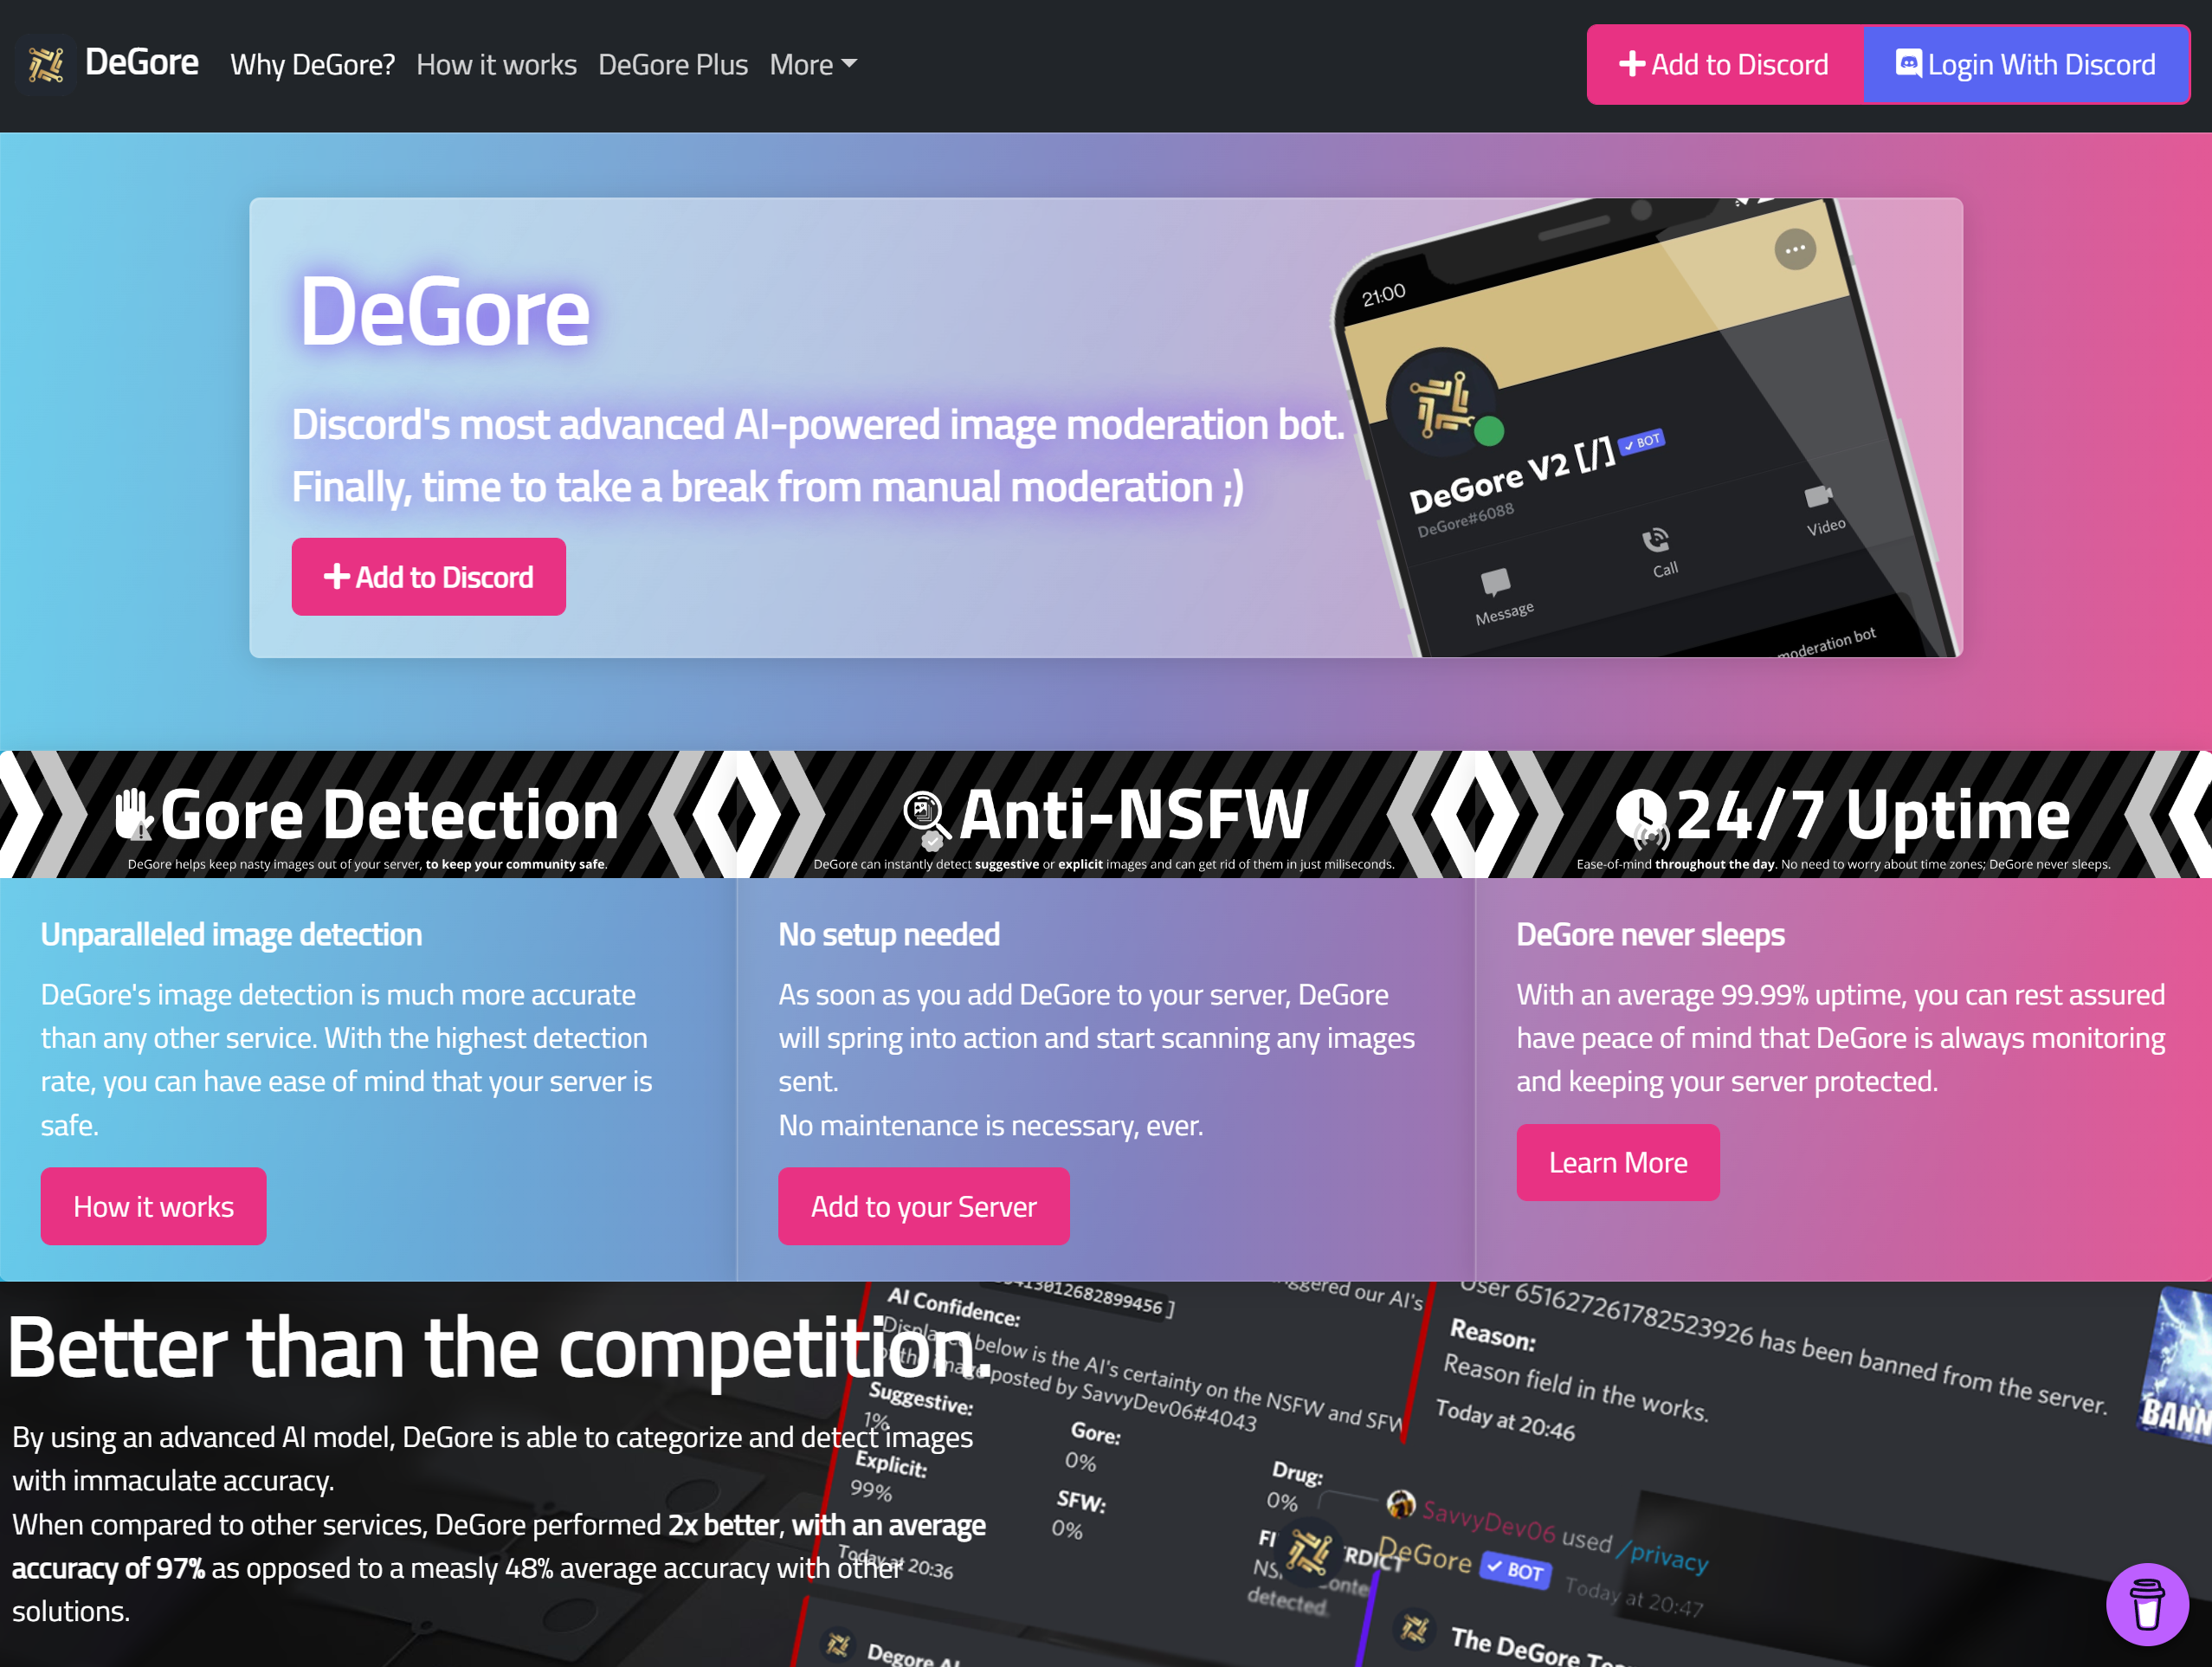 DeGore
Why DeGore?
How it works
DeGore Plus
More
Add to Discord
Login With Discord
DeGore
Discord's most advanced AI-powered image moderation bot.
Finally, time to take a break from manual moderation ;)
Add to Discord
21:00
DeGore V2 [/]
BOT
DeGore#6088
Message
Call
Video
moderation bot
Gore Detection
DeGore helps keep nasty images out of your server, to keep your community safe.
Anti-NSFW
DeGore can instantly detect suggestive or explicit images and can get rid of them in just miliseconds.
24/7 Uptime
Ease-of-mind throughout the day. No need to worry about time zones; DeGore never sleeps.
Unparalleled image detection
DeGore's image detection is much more accurate
than any other service. With the highest detection
rate, you can have ease of mind that your server is
safe.
How it works
No setup needed
As soon as you add DeGore to your server, DeGore
will spring into action and start scanning any images
sent.
No maintenance is necessary, ever.
Add to your Server
DeGore never sleeps
With an average 99.99% uptime, you can rest assured
have peace of mind that DeGore is always monitoring
and keeping your server protected.
Learn More
Better than the competition.
By using an advanced AI model, DeGore is able to categorize and detect images
with immaculate accuracy.
When compared to other services, DeGore performed 2x better, with an average
accuracy of 97% as opposed to a measly 48% average accuracy with other
solutions.
our AI's
AI Confidence:
Displayed below is the AI's certainty on the NSFW and SFW
of the image posted by SavvyDev06#4043
Suggestive:
1%
Gore:
0%
Drug:
0%
Explicit:
99%
SFW:
0%
detected.
Today at 20:36
User 651627261782523926 has been banned from the server.
Reason:
Reason field in the works.
Today at 20:46
SavvyDev06 used /privacy
DeGore
BOT
Today at 20:47
The DeGore